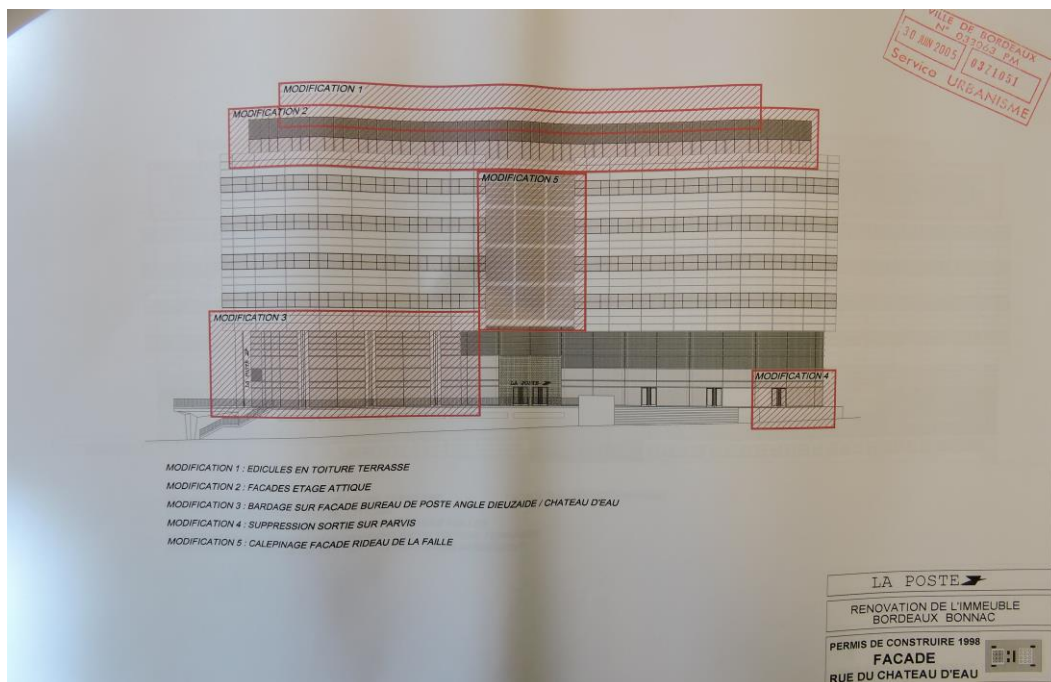 VILLE DE BORDEAUX
N° 033063 PM
30 JUIN 2005
03Z1051
Service URBANISME
MODIFICATION 1
MODIFICATION 2
MODIFICATION 5
MODIFICATION 3
LA POSTE
MODIFICATION 4
MODIFICATION 1 : EDICULES EN TOITURE TERRASSE
MODIFICATION 2 : FACADES ETAGE ATTIQUE
MODIFICATION 3 : BARDAGE SUR FACADE BUREAU DE POSTE ANGLE DIEUZAIDE / CHATEAU D'EAU
MODIFICATION 4 : SUPPRESSION SORTIE SUR PARVIS
MODIFICATION 5 : CALEPINAGE FACADE RIDEAU DE LA FAILLE
LA POSTE
RENOVATION DE L'IMMEUBLE
BORDEAUX BONNAC
PERMIS DE CONSTRUIRE 1998
FACADE
RUE DU CHATEAU D'EAU